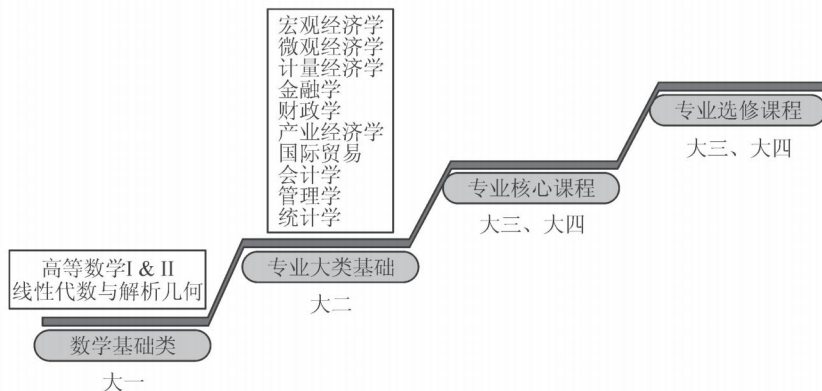 宏观经济学
微观经济学
计量经济学
金融学
财政学
产业经济学
国际贸易
会计学
管理学
统计学
专业选修课程
大三、大四
专业核心课程
大三、大四
高等数学I & II
线性代数与解析几何
专业大类基础
大二
数学基础类
大一